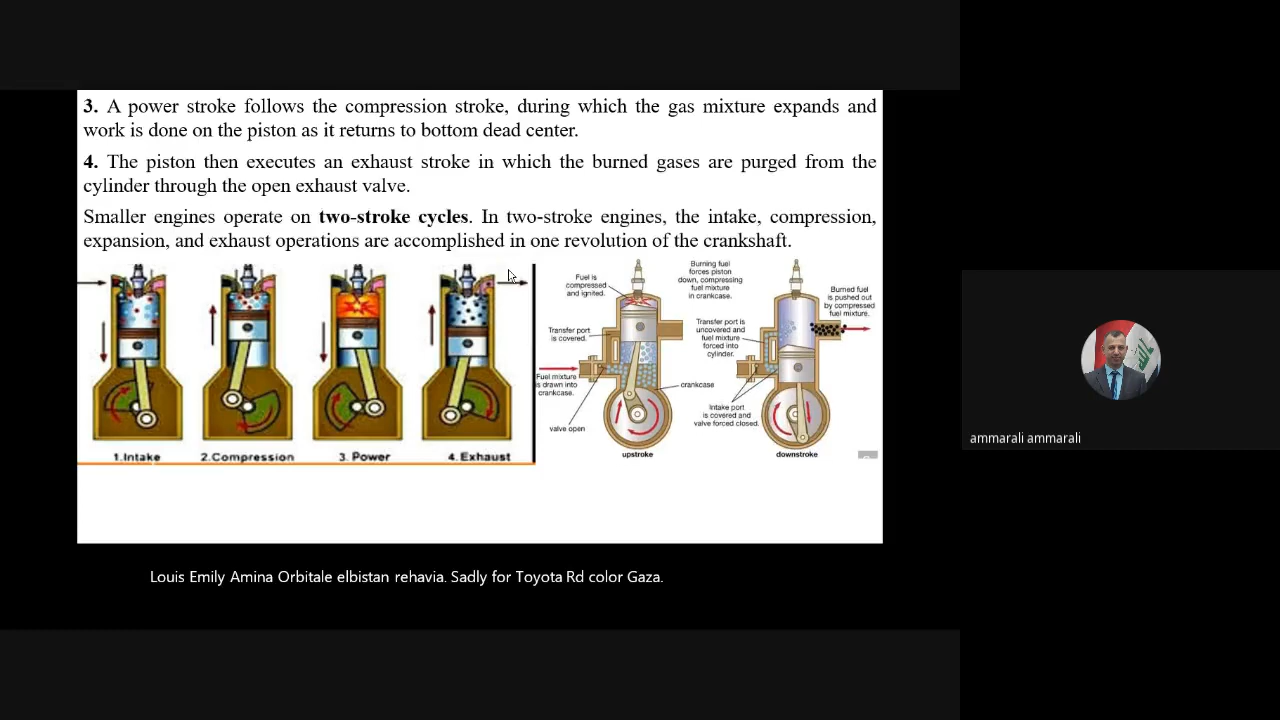 3. A power stroke follows the compression stroke, during which the gas mixture expands and
work is done on the piston as it returns to bottom dead center.
4. The piston then executes an exhaust stroke in which the burned gases are purged from the
cylinder through the open exhaust valve.
Smaller engines operate on two-stroke cycles. In two-stroke engines, the intake, compression,
expansion, and exhaust operations are accomplished in one revolution of the crankshaft.
1.Intake
2.Compression
3. Power
4. Exhaust
Fuel is
compressed
and ignited.
Transfer port
is covered.
Fuel mixture
is drawn into
crankcase.
valve open
upstroke
crankcase
Burning fuel
forces piston
down, compressing
fuel mixture
in crankcase.
Transfer port is
uncovered and
fuel mixture
forced into
cylinder.
Intake port
is covered and
valve forced closed.
Burned fuel
is pushed out
by compressed
fuel mixture.
downstroke
ammarali ammarali
Louis Emily Amina Orbitale elbistan rehavia. Sadly for Toyota Rd color Gaza.